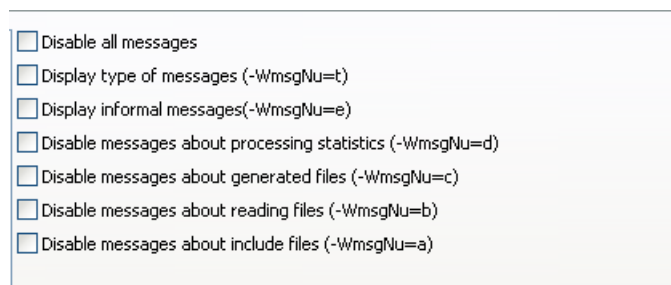 Disable all messages
Display type of messages (-WmsgNu=t)
Display informal messages(-WmsgNu=e)
Disable messages about processing statistics (-WmsgNu=d)
Disable messages about generated files (-WmsgNu=c)
Disable messages about reading files (-WmsgNu=b)
Disable messages about include files (-WmsgNu=a)